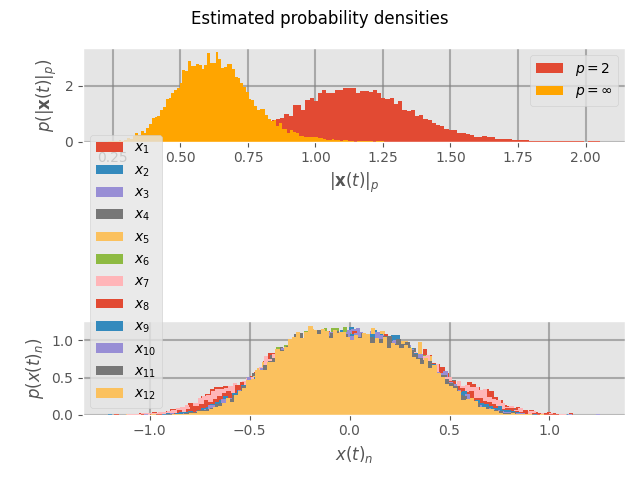 Estimated probability densities
p(|x(t)|ₚ)
2
0
p = 2
p = ∞
0.25 0.50 0.75 1.00 1.25 1.50 1.75 2.00
|x(t)|ₚ
x₁
x₂
x₃
x₄
x₅
x₆
x₇
x₈
x₉
x₁₀
x₁₁
x₁₂
p(x(t)ₙ)
1.0
0.5
0.0
−1.0 −0.5 0.0 0.5 1.0
x(t)ₙ